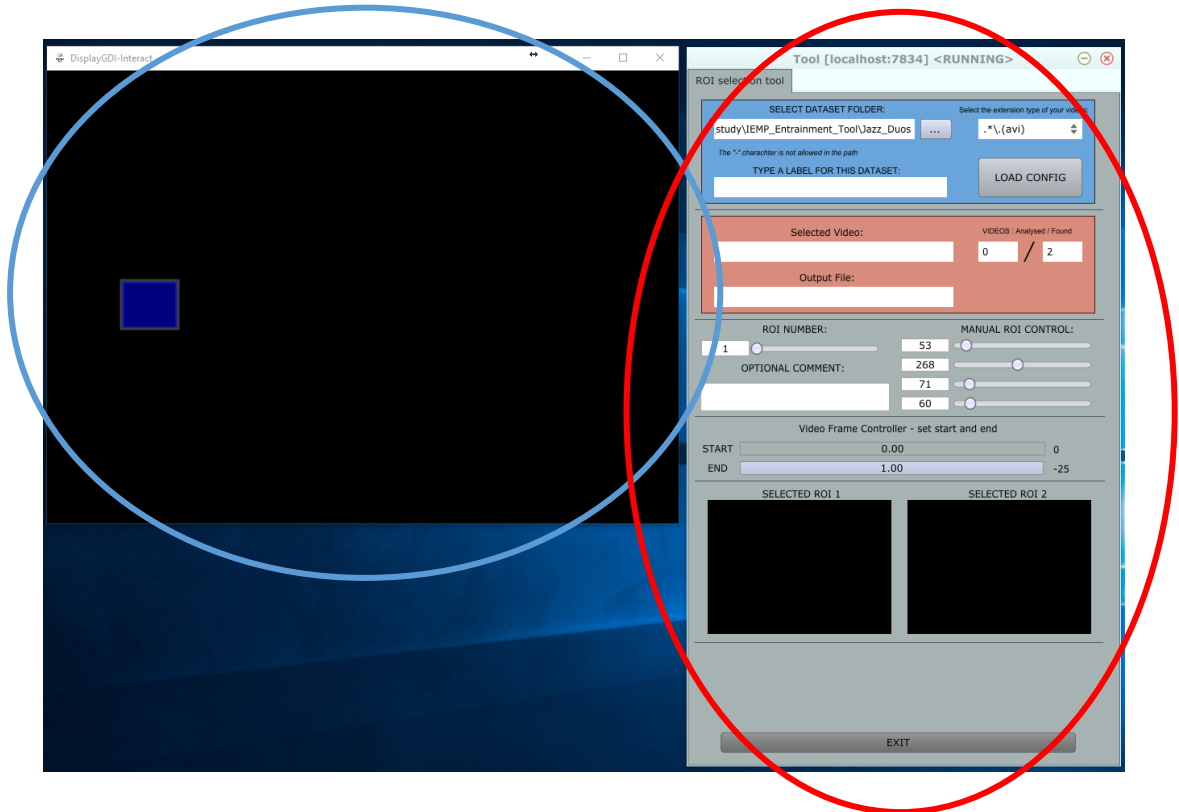 DisplayGDI-Interact
Tool [localhost:7834] <RUNNING>
ROI selection tool
SELECT DATASET FOLDER:
Select the extension type of your videos:
study\IEMP_Entrainment_Tool\Jazz_Duos
...
.*\.(avi)
The "-" charachter is not allowed in the path
TYPE A LABEL FOR THIS DATASET:
LOAD CONFIG
Selected Video:
VIDEOS : Analysed / Found
0 / 2
Output File:
ROI NUMBER:
MANUAL ROI CONTROL:
1
53
268
OPTIONAL COMMENT:
71
60
Video Frame Controller - set start and end
START 0.00 0
END 1.00 -25
SELECTED ROI 1
SELECTED ROI 2
EXIT